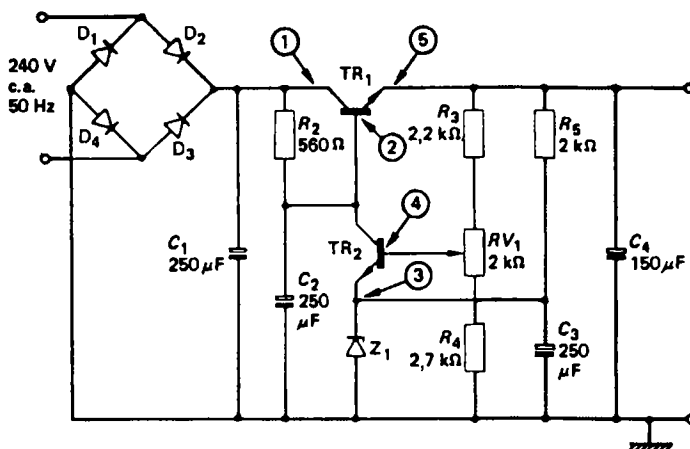 D1
D2
240 V
c.a.
50 Hz
D4
D3
1
TR1
5
2
R2
560 Ω
R3
2,2 kΩ
R5
2 kΩ
4
TR2
RV1
2 kΩ
3
C1
250 μF
C2
250
μF
Z1
R4
2,7 kΩ
C3
250
μF
C4
150 μF